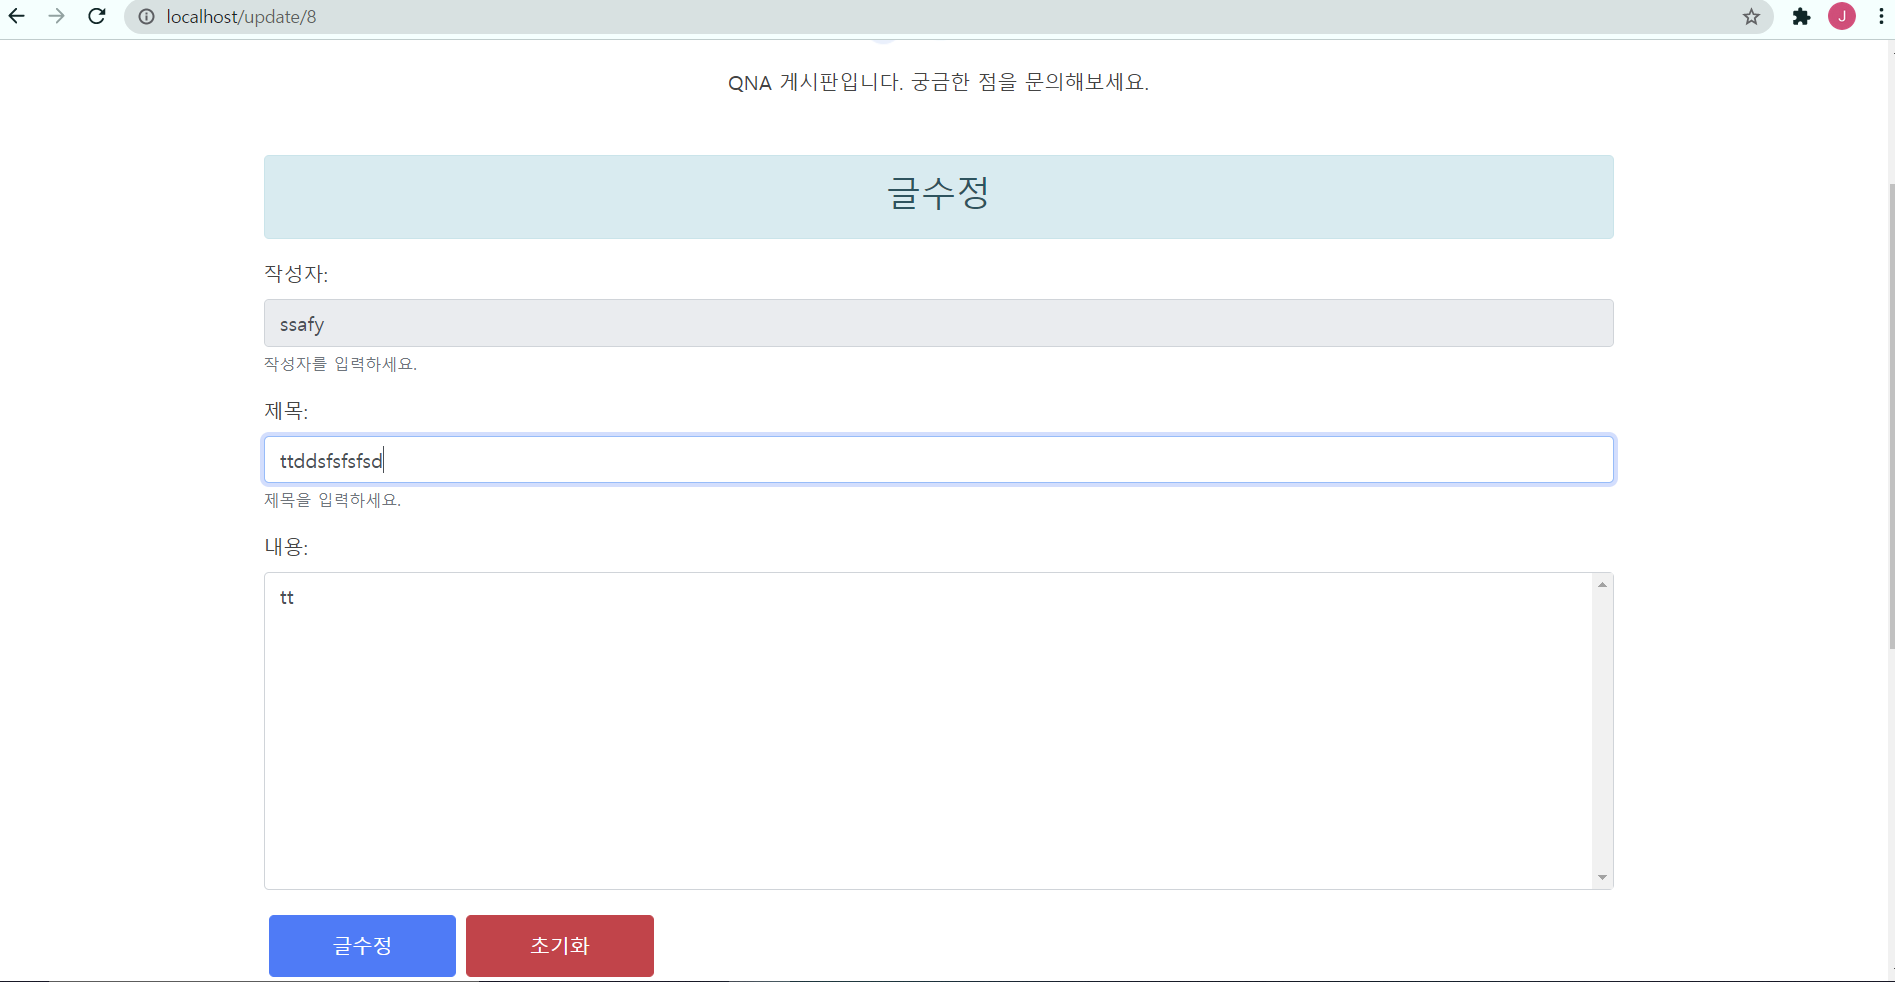 localhost/update/8
J
QNA 게시판입니다. 궁금한 점을 문의해보세요.
글수정
작성자:
ssafy
작성자를 입력하세요.
제목:
ttddsfsfsfsd
제목을 입력하세요.
내용:
tt
글수정 초기화